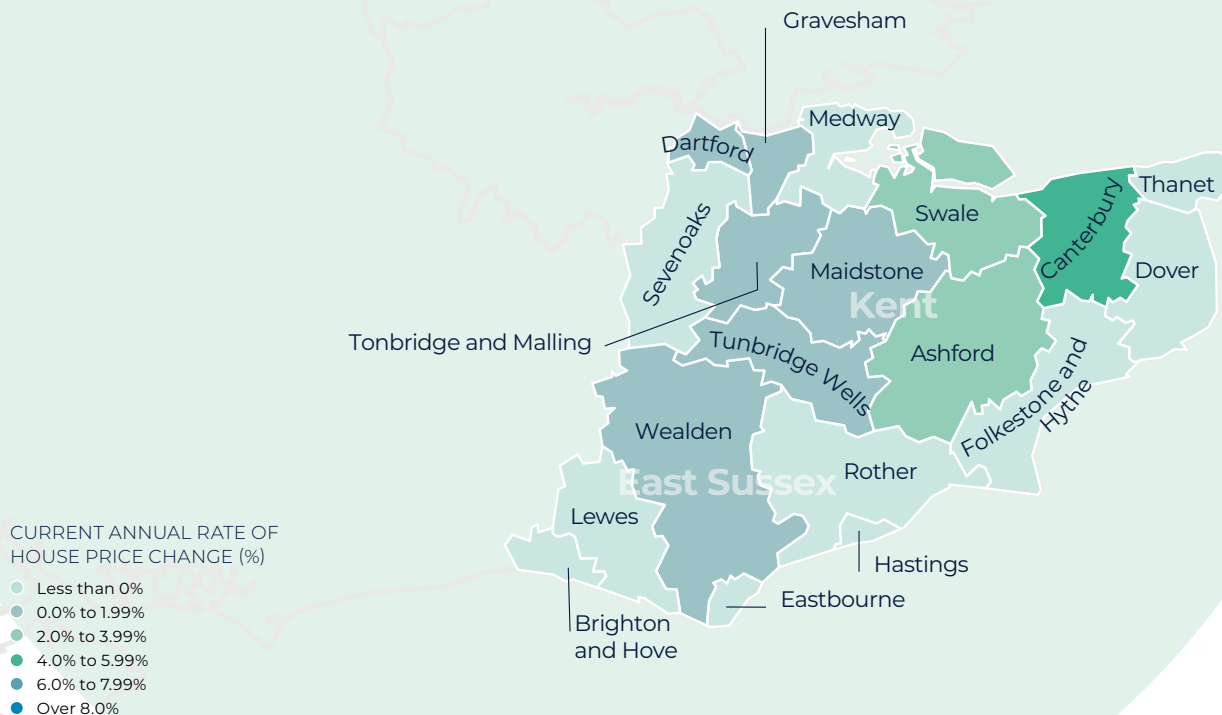 Gravesham
Medway
Dartford
Thanet
Sevenoaks
Swale
Canterbury
Maidstone
Dover
Kent
Tonbridge and Malling
Tunbridge Wells
Ashford
Folkestone and
Hythe
Wealden
Rother
East Sussex
Lewes
Hastings
Eastbourne
Brighton
and Hove
CURRENT ANNUAL RATE OF
HOUSE PRICE CHANGE (%)
Less than 0%
0.0% to 1.99%
2.0% to 3.99%
4.0% to 5.99%
6.0% to 7.99%
Over 8.0%